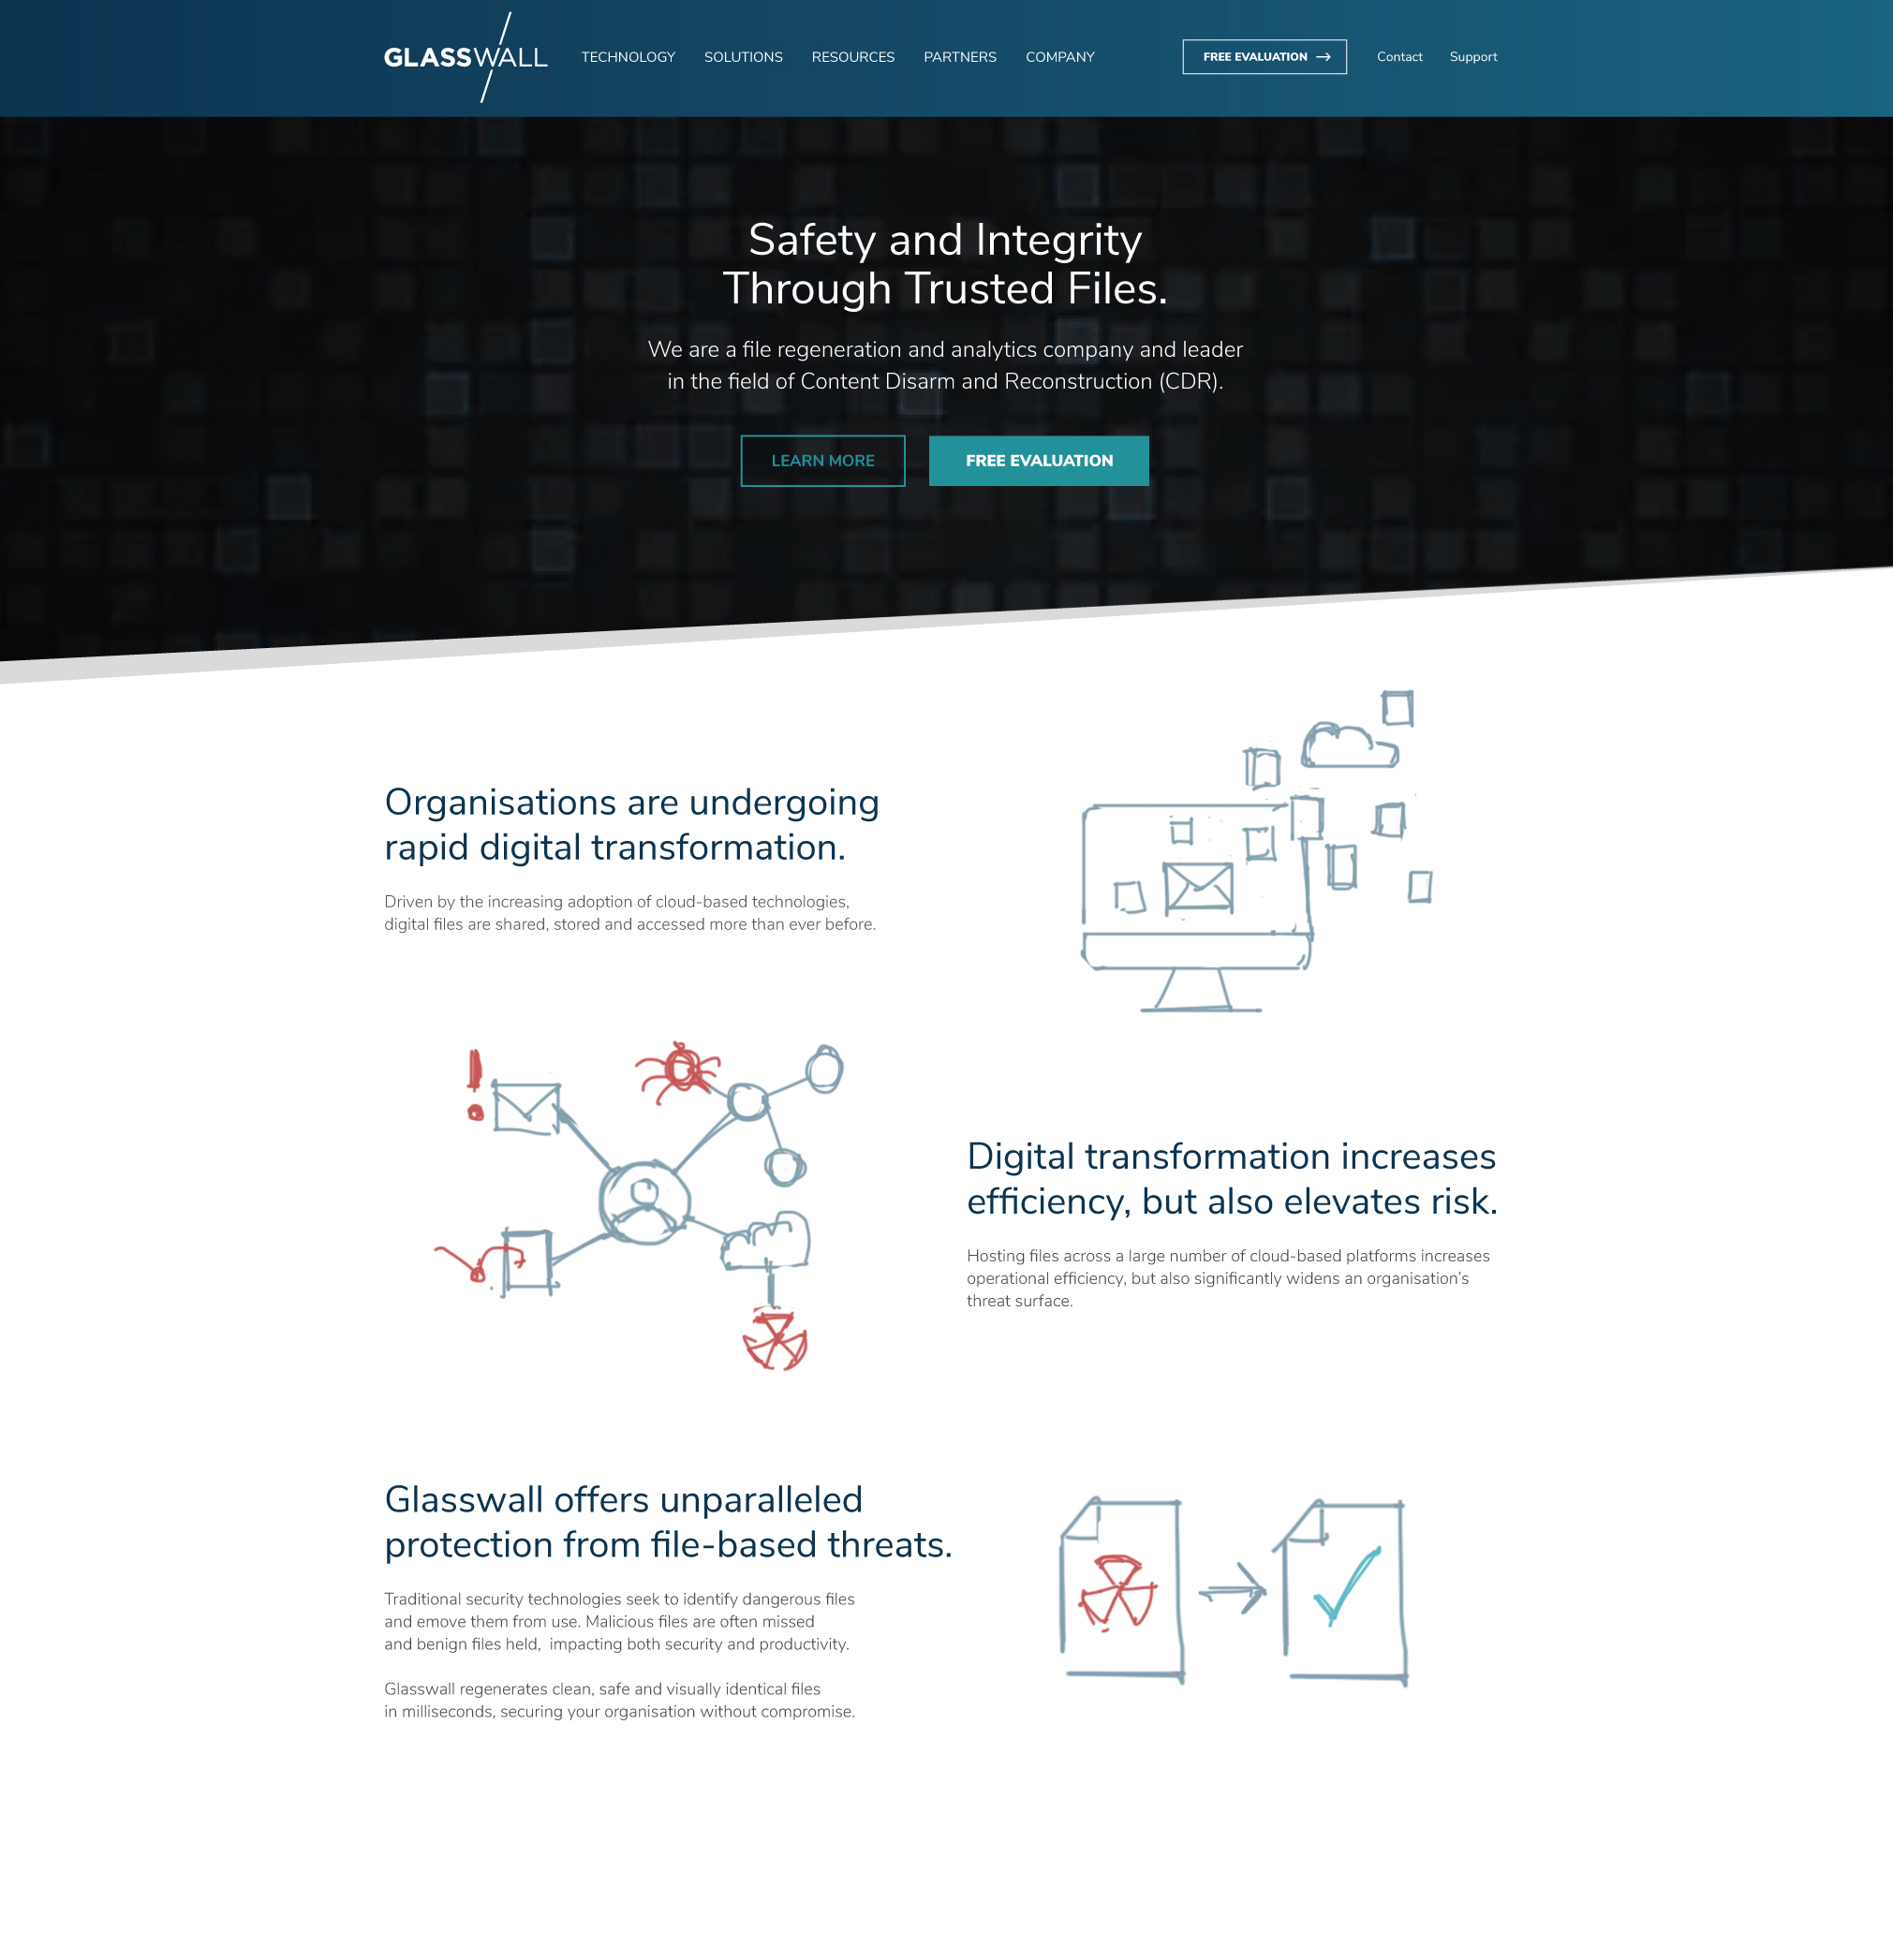 GLASSWALL
TECHNOLOGY SOLUTIONS RESOURCES PARTNERS COMPANY
FREE EVALUATION → Contact Support
Safety and Integrity
Through Trusted Files.
We are a file regeneration and analytics company and leader
in the field of Content Disarm and Reconstruction (CDR).
LEARN MORE FREE EVALUATION
Organisations are undergoing
rapid digital transformation.
Driven by the increasing adoption of cloud-based technologies,
digital files are shared, stored and accessed more than ever before.
Digital transformation increases
efficiency, but also elevates risk.
Hosting files across a large number of cloud-based platforms increases
operational efficiency, but also significantly widens an organisation's
threat surface.
Glasswall offers unparalleled
protection from file-based threats.
Traditional security technologies seek to identify dangerous files
and emove them from use. Malicious files are often missed
and benign files held,  impacting both security and productivity.
Glasswall regenerates clean, safe and visually identical files
in milliseconds, securing your organisation without compromise.